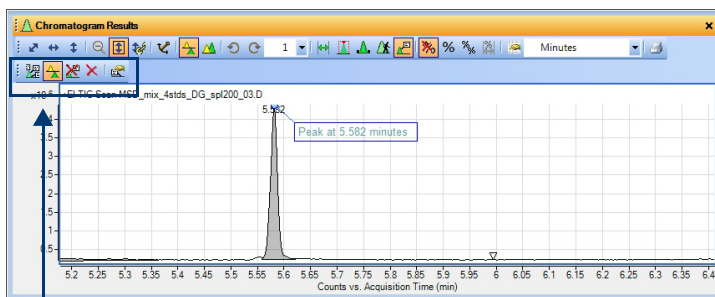 Chromatogram Results
1 % % % Minutes
+EI TIC Scan MSD_mix_4stds_DG_spl200_03.D
5.582
Peak at 5.582 minutes
3.5
3
2.5
2
1.5
1
0.5
5.2 5.25 5.3 5.35 5.4 5.45 5.5 5.55 5.6 5.65 5.7 5.75 5.8 5.85 5.9 5.95 6 6.05 6.1 6.15 6.2 6.25 6.3 6.35 6.4
Counts vs. Acquisition Time (min)